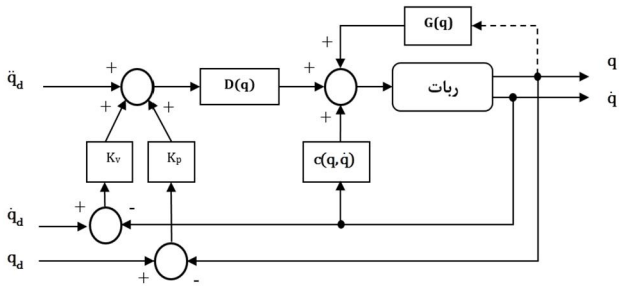 G(q)
+
q̈d
+
D(q)
+
ربات
q
q̇
+
+
+
Kv
Kp
c(q,q̇)
q̇d
+
-
qd
+
-